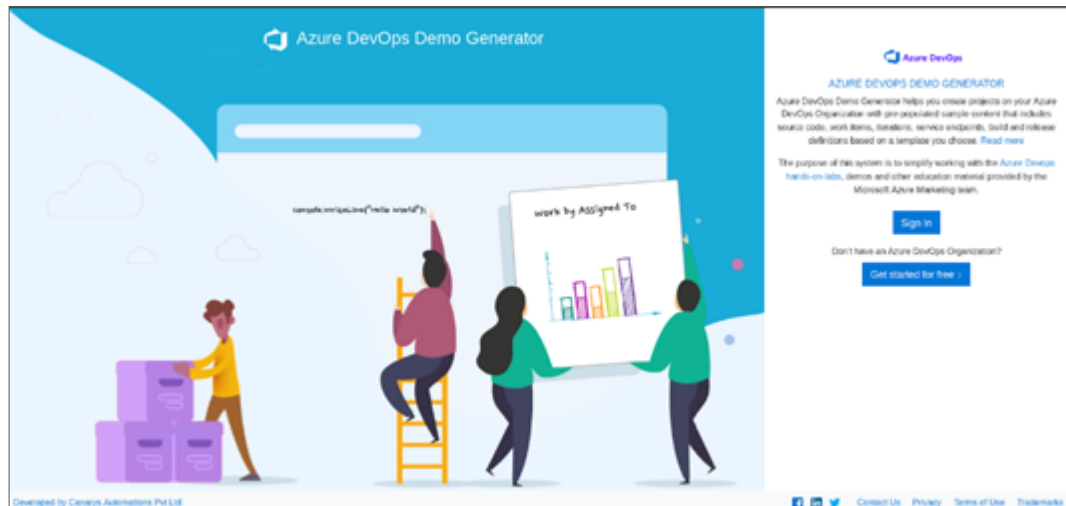 Azure DevOps Demo Generator
Work by Assigned To
Azure DevOps
AZURE DEVOPS DEMO GENERATOR
Azure DevOps Demo Generator helps you create projects on your Azure
DevOps Organization with pre-populated sample content that includes
source code, work items, iterations, service endpoints, build and release
definitions based on a template you choose. Read more
The purpose of this system is to simplify working with the Azure Devops
hands-on-labs, demos and other education material provided by the
Microsoft Azure Marketing team.
Sign In
Don't have an Azure DevOps Organization?
Get started for free ›
Developed by Canarys Automations Pvt Ltd
Contact Us Privacy Terms of Use Trademarks